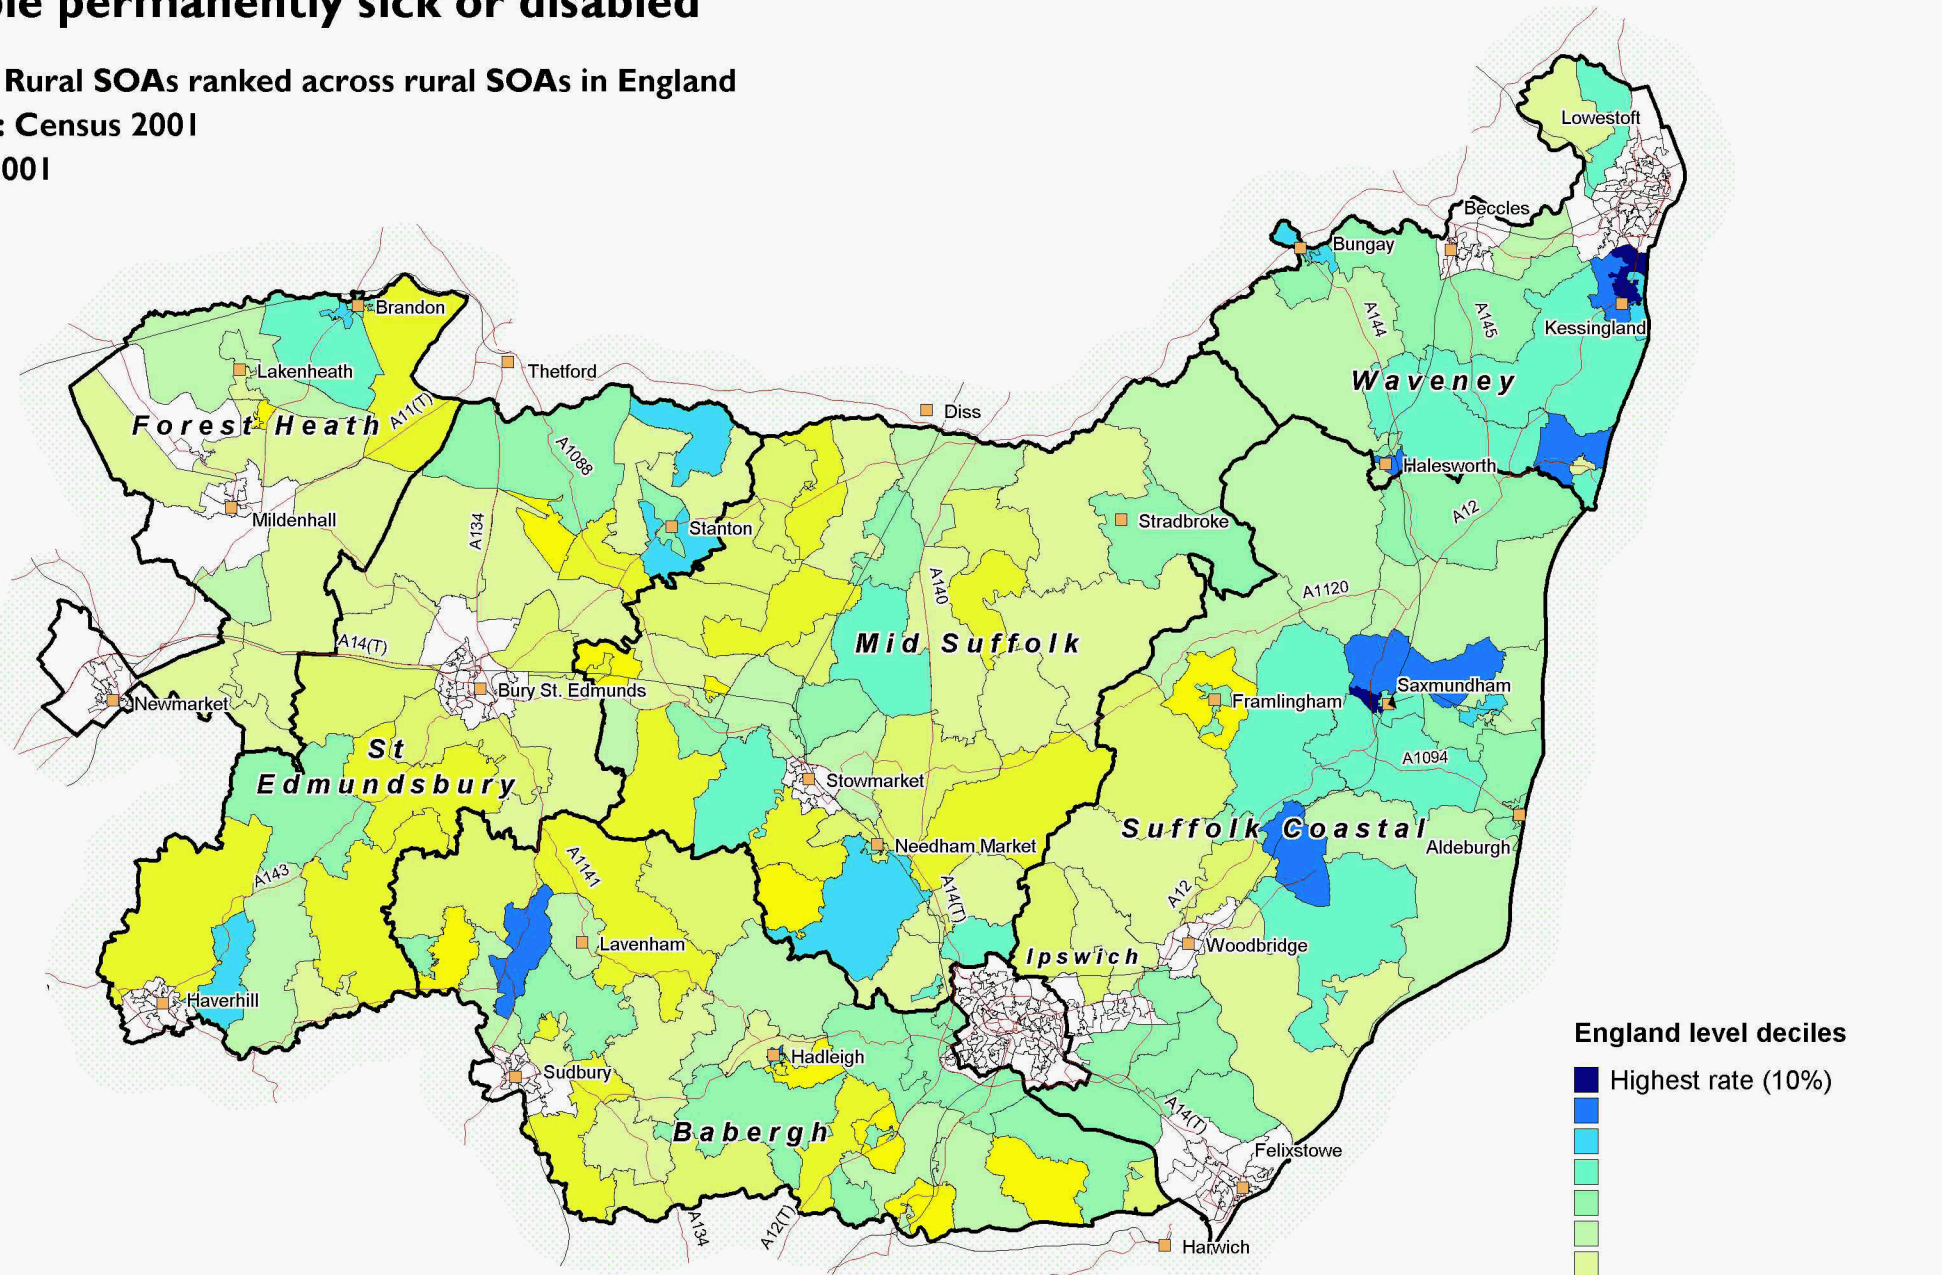 permanently sick or disabled
Rural SOAs ranked across rural SOAs in England
: Census 2001
001
Lowestoft
Beccles
Bungay
Brandon
A144
A145
Kessingland
Lakenheath
Thetford
Waveney
Diss
A11(T)
Forest Heath
A1088
Halesworth
Mildenhall
A134
Stanton
Stradbroke
A12
A140
A1120
A14(T)
Mid Suffolk
Newmarket
Bury St. Edmunds
Framlingham
Saxmundham
St
Edmundsbury
A1094
Stowmarket
Suffolk Coastal
Needham Market
Aldeburgh
A1141
A143
A14(T)
A12
Lavenham
Woodbridge
Ipswich
Haverhill
England level deciles
Hadleigh
Sudbury
Highest rate (10%)
A14(T)
Babergh
Felixstowe
A134
A12(T)
Harwich